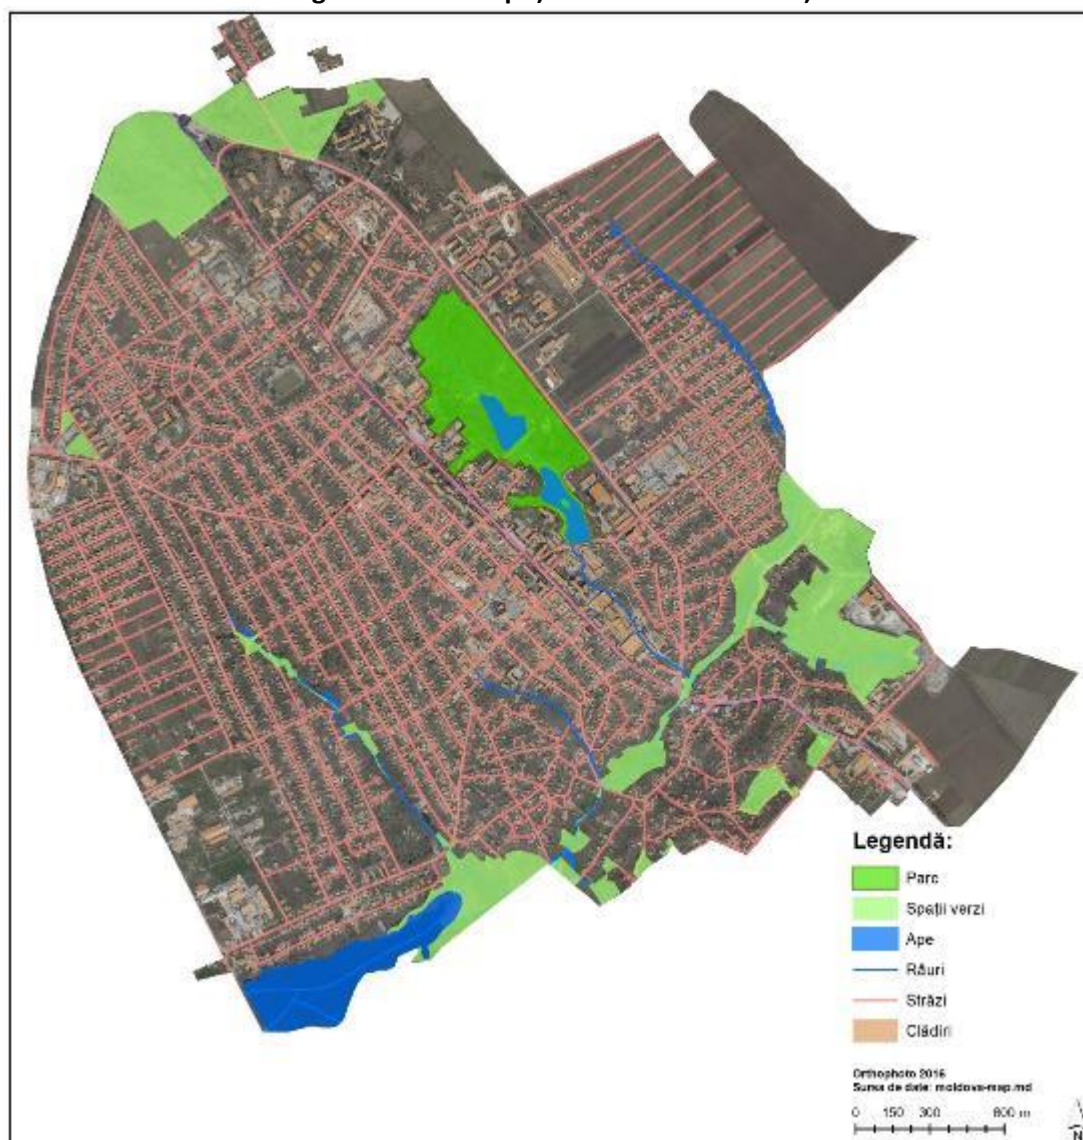 Legendă:
Parc
Spații verzi
Ape
Râuri
Străzi
Clădiri
Orthophoto 2016
Sursa de date: moldova-map.md
0 150 300 600 m
N